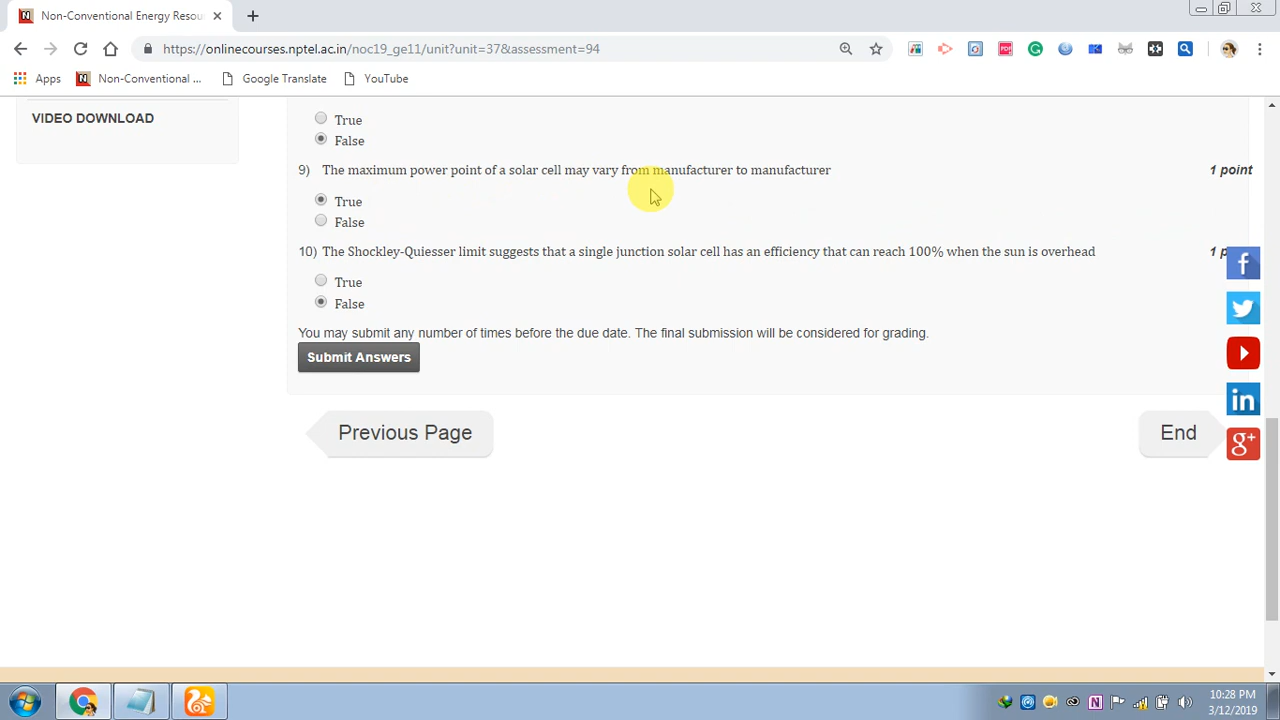 Non-Conventional Energy Resou
https://onlinecourses.nptel.ac.in/noc19_ge11/unit?unit=37&assessment=94
Apps Non-Conventional ... Google Translate YouTube
VIDEO DOWNLOAD
True
False
9) The maximum power point of a solar cell may vary from manufacturer to manufacturer 1 point
True
False
10) The Shockley-Quiesser limit suggests that a single junction solar cell has an efficiency that can reach 100% when the sun is overhead 1 p
True
False
You may submit any number of times before the due date. The final submission will be considered for grading.
Submit Answers
Previous Page End
10:28 PM
3/12/2019